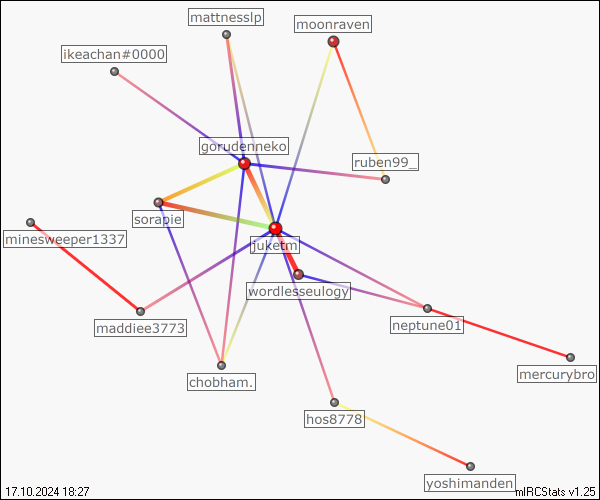 mattnesslp
moonraven
ikeachan#0000
gorudenneko
ruben99_
sorapie
minesweeper1337
juketm
wordlesseulogy
maddiee3773
neptune01
mercurybro
chobham.
hos8778
yoshimanden
17.10.2024 18:27
mIRCStats v1.25